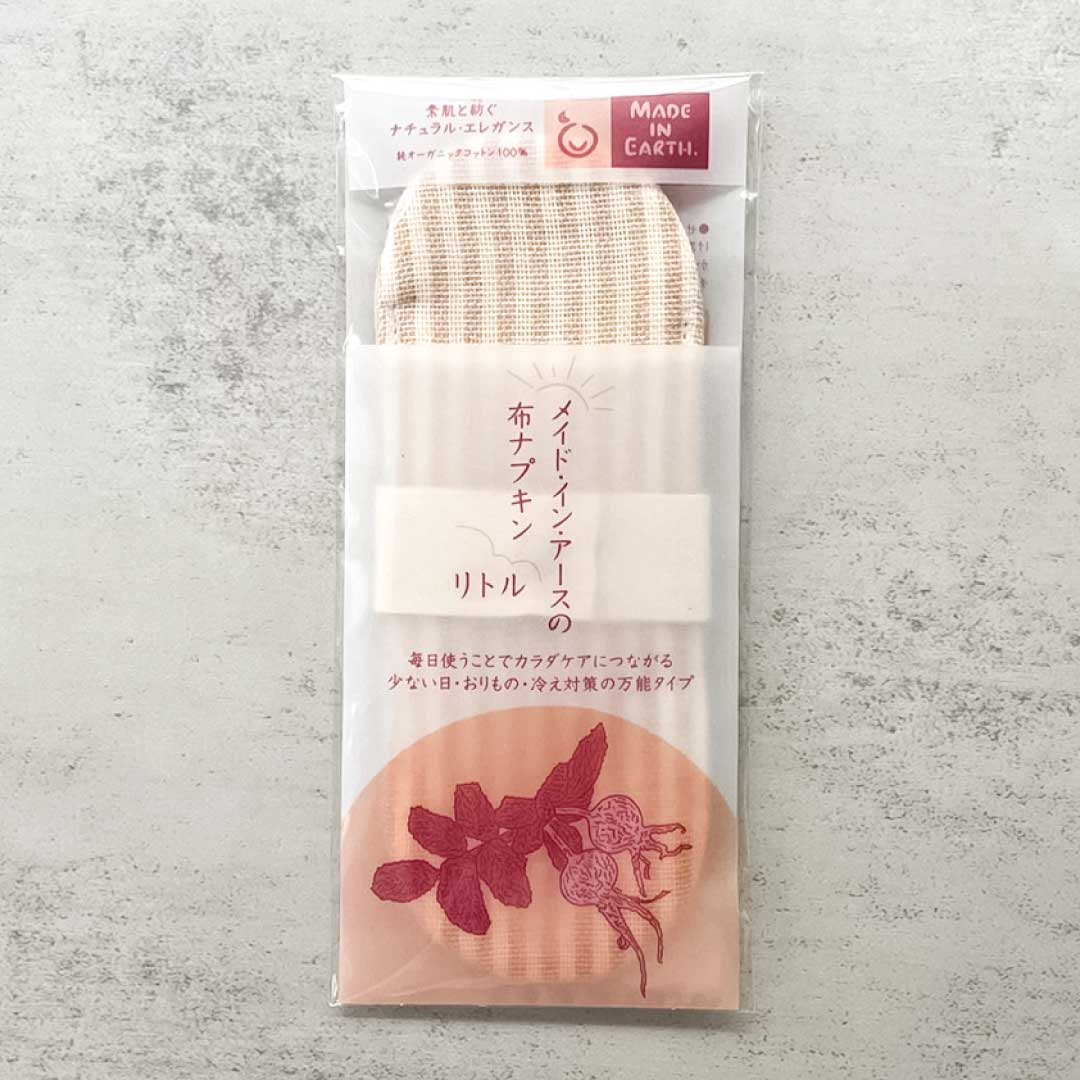 素肌と紡ぐ
ナチュラル・エレガンス
純オーガニックコットン100%
MADE
IN
EARTH.
メイド・イン・アースの
布ナプキン
リトル
毎日使うことでカラダケアにつながる
少ない日・おりもの・冷え対策の万能タイプ